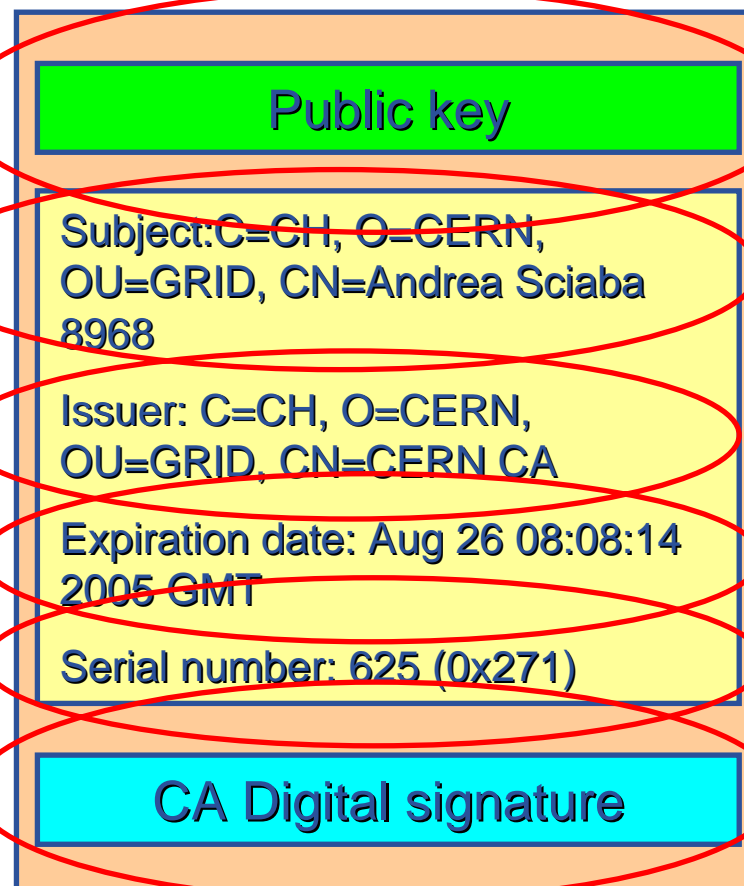 Public key
Subject:C=CH, O=CERN,
OU=GRID, CN=Andrea Sciaba
8968
Issuer: C=CH, O=CERN,
OU=GRID, CN=CERN CA
Expiration date: Aug 26 08:08:14
2005 GMT
Serial number: 625 (0x271)
CA Digital signature